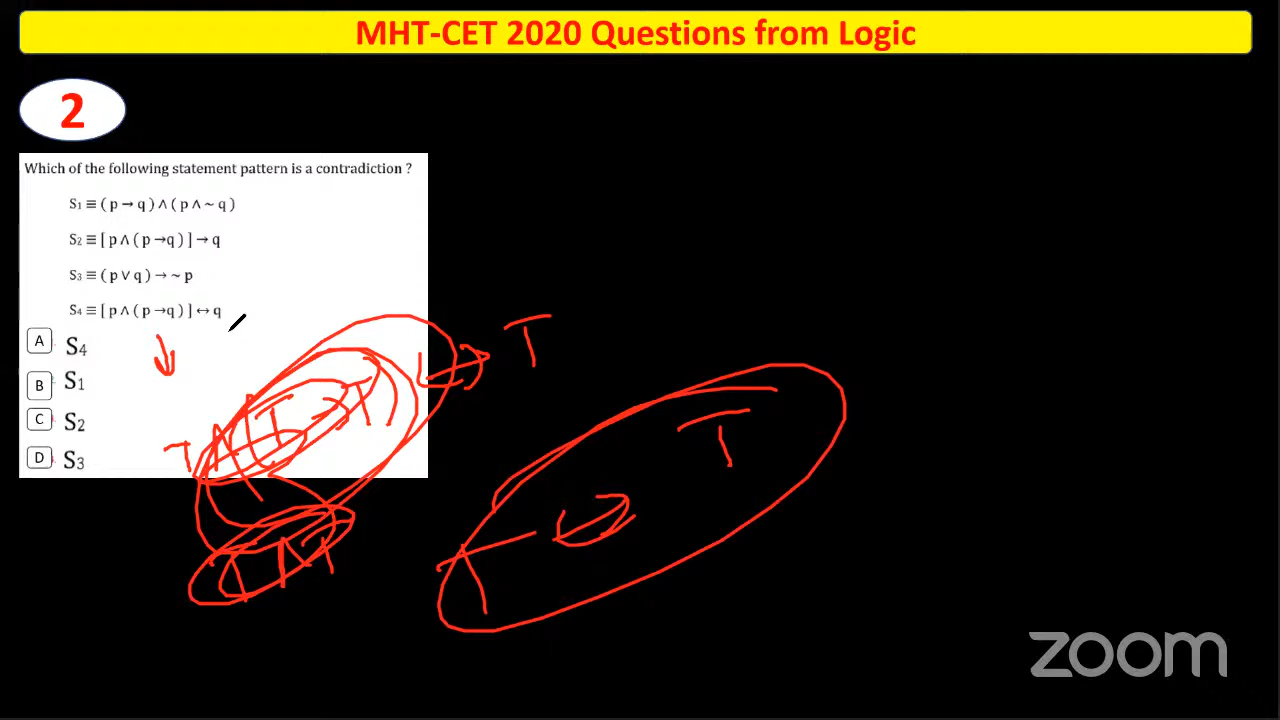 MHT-CET 2020 Questions from Logic
2
Which of the following statement pattern is a contradiction ?
S₁ ≡ ( p → q ) ∧ ( p ∧ ~ q )
S₂ ≡ [ p ∧ ( p →q ) ] → q
S₃ ≡ ( p ∨ q ) → ~ p
S₄ ≡ [ p ∧ ( p →q ) ] ↔ q
A S₄
B S₁
C S₂
D S₃
T
T
zoom